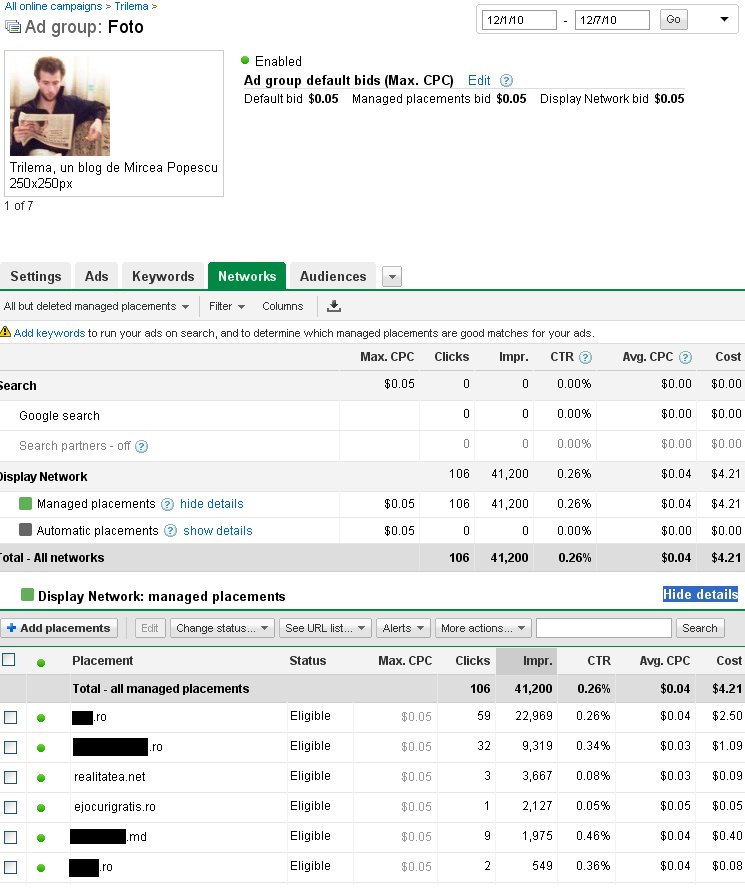 All online campaigns > Trilema >
Ad group: Foto
12/1/10 - 12/7/10 Go
Enabled
Ad group default bids (Max. CPC) Edit ?
Default bid $0.05 Managed placements bid $0.05 Display Network bid $0.05
Trilema, un blog de Mircea Popescu
250x250px
1 of 7
Settings Ads Keywords Networks Audiences
All but deleted managed placements Filter Columns
Add keywords to run your ads on search, and to determine which managed placements are good matches for your ads.
Max. CPC Clicks Impr. CTR ? Avg. CPC ? Cost
Search $0.05 0 0 0.00% $0.00 $0.00
Google search 0 0 0.00% $0.00 $0.00
Search partners - off ? 0 0 0.00% $0.00 $0.00
Display Network 106 41,200 0.26% $0.04 $4.21
Managed placements ? hide details $0.05 106 41,200 0.26% $0.04 $4.21
Automatic placements ? show details $0.05 0 0 0.00% $0.00 $0.00
Total - All networks 106 41,200 0.26% $0.04 $4.21
Display Network: managed placements Hide details
+ Add placements Edit Change status... See URL list... Alerts More actions... Search
Placement Status Max. CPC Clicks Impr. CTR Avg. CPC Cost
Total - all managed placements 106 41,200 0.26% $0.04 $4.21
.ro Eligible $0.05 59 22,969 0.26% $0.04 $2.50
.ro Eligible $0.05 32 9,319 0.34% $0.03 $1.09
realitatea.net Eligible $0.05 3 3,667 0.08% $0.03 $0.09
ejocurigratis.ro Eligible $0.05 1 2,127 0.05% $0.05 $0.05
.md Eligible $0.05 9 1,975 0.46% $0.04 $0.40
.ro Eligible $0.05 2 549 0.36% $0.04 $0.08